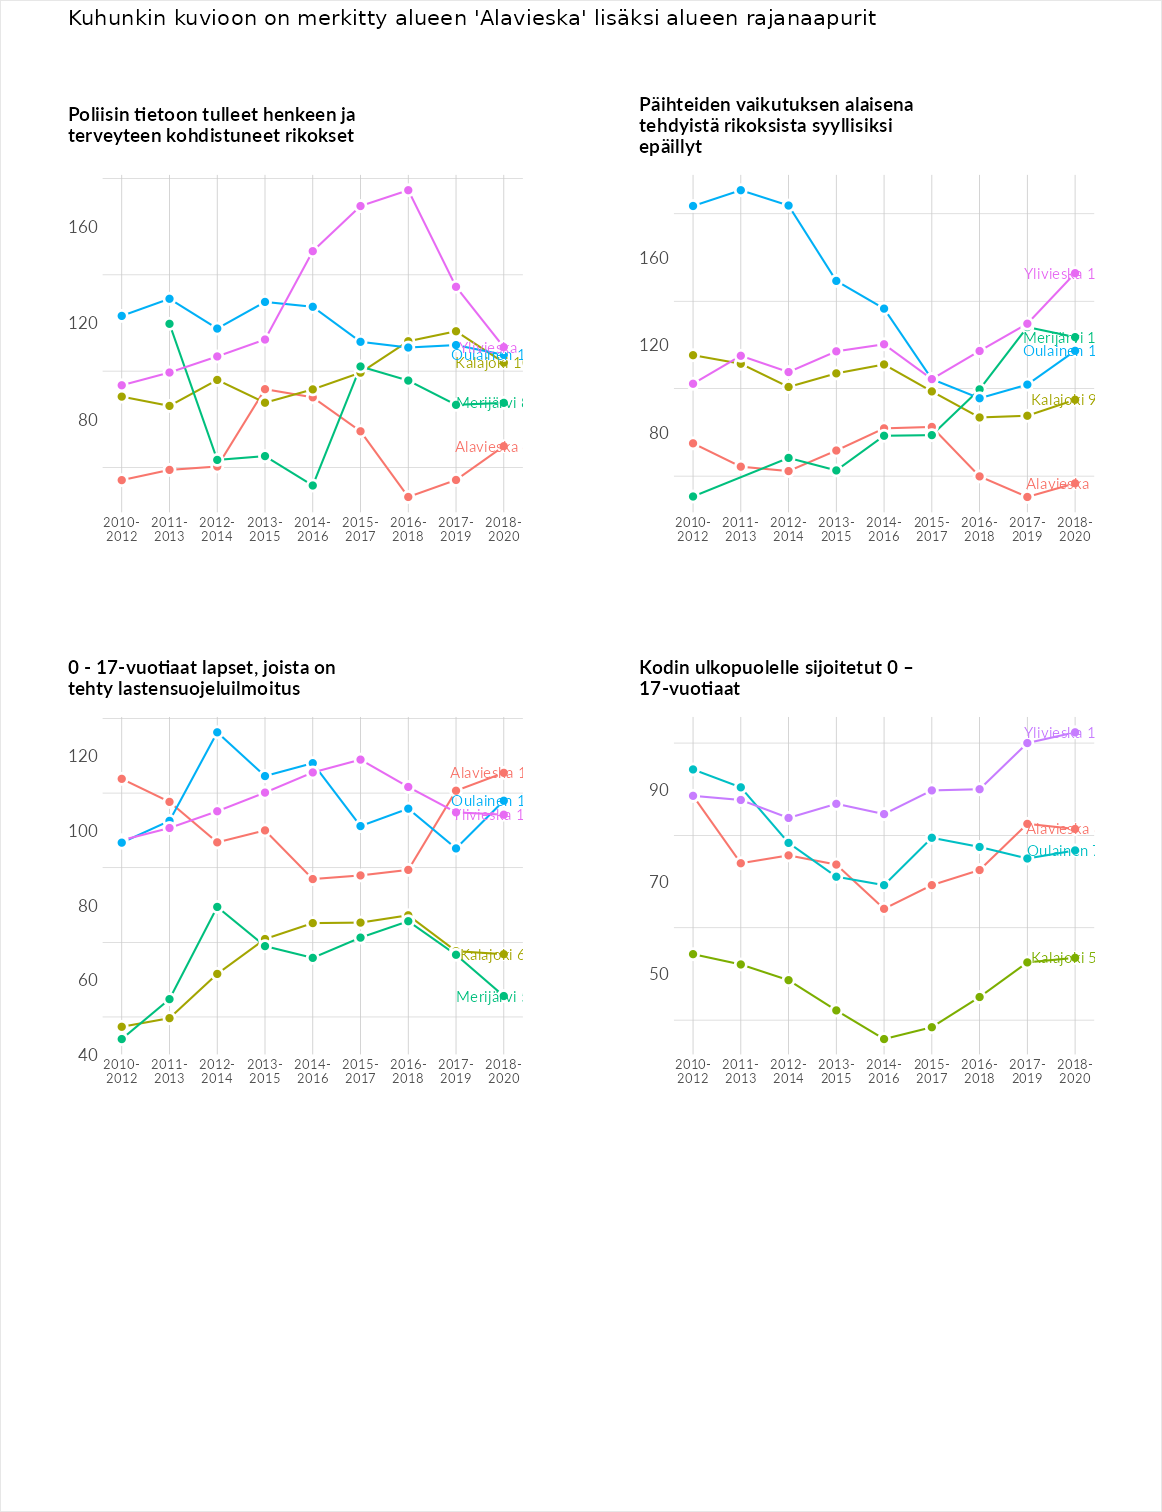 Kuhunkin kuvioon on merkitty alueen 'Alavieska' lisäksi alueen rajanaapurit
Poliisin tietoon tulleet henkeen ja
terveyteen kohdistuneet rikokset
160
120
80
Ylivieska
Oulainen 1
Kalajoki 10
Merijärvi 8
Alavieska
2010-2012 2011-2013 2012-2014 2013-2015 2014-2016 2015-2017 2016-2018 2017-2019 2018-2020
Päihteiden vaikutuksen alaisena
tehdyistä rikoksista syyllisiksi
epäillyt
160
120
80
Ylivieska 1
Merijärvi 1
Oulainen 1
Kalajoki 9
Alavieska
2010-2012 2011-2013 2012-2014 2013-2015 2014-2016 2015-2017 2016-2018 2017-2019 2018-2020
0 - 17-vuotiaat lapset, joista on
tehty lastensuojeluilmoitus
120
100
80
60
40
Alavieska 1
Oulainen 1
Ylivieska 1
Kalajoki 6
Merijärvi
2010-2012 2011-2013 2012-2014 2013-2015 2014-2016 2015-2017 2016-2018 2017-2019 2018-2020
Kodin ulkopuolelle sijoitetut 0 –
17-vuotiaat
90
70
50
Ylivieska 1
Alavieska
Oulainen 7
Kalajoki 5
2010-2012 2011-2013 2012-2014 2013-2015 2014-2016 2015-2017 2016-2018 2017-2019 2018-2020